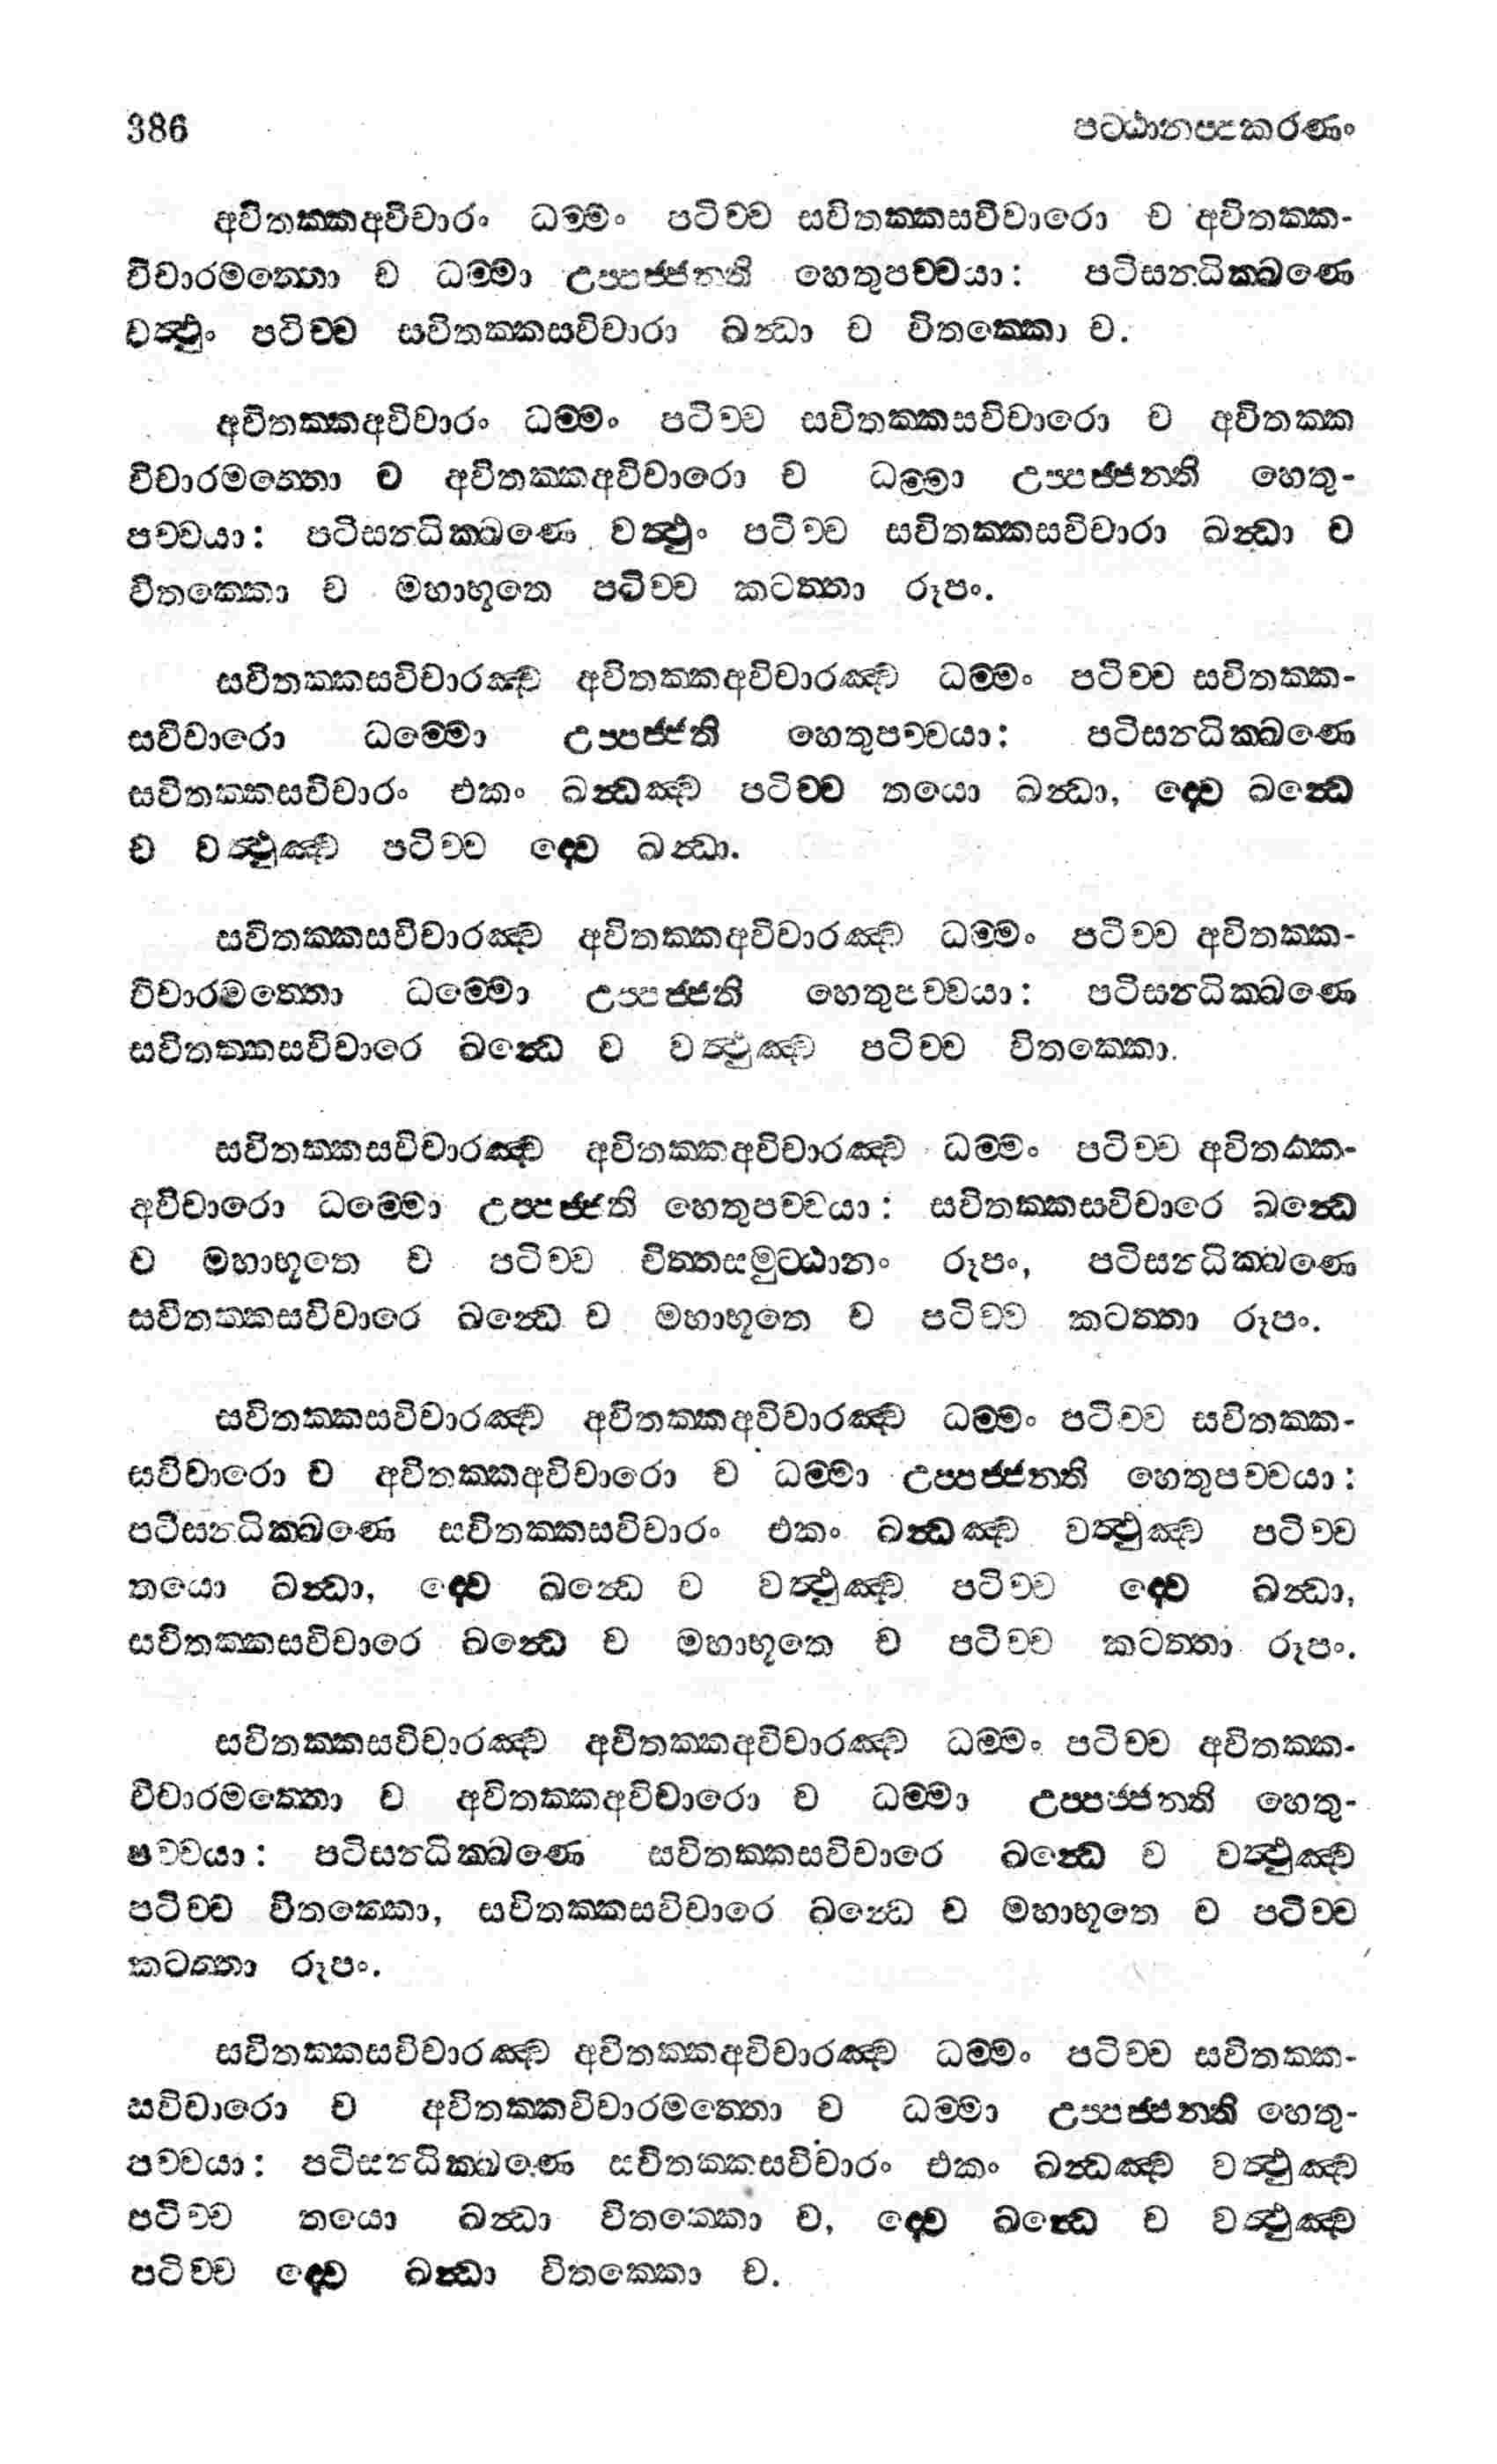 386 පට්ඨානප්පකරණං
අවිතක්කඅවිචාරං ධම්මං පටිච්ච සවිතක්කසවිචාරො ච අවිතක්ක-
විචාරමත්තො ච ධම්මා උප්පජ්ජන්ති හෙතුපච්චයා: පටිසන්ධික්ඛණෙ
වත්ථුං පටිච්ච සවිතක්කසවිචාරා ඛන්ධා ච විතක්කො ච.
අවිතක්කඅවිචාරං ධම්මං පටිච්ච සවිතක්කසවිචාරො ච අවිතක්ක
විචාරමත්තො ච අවිතක්කඅවිචාරො ච ධම්මා උප්පජ්ජන්ති හෙතු-
පච්චයා: පටිසන්ධික්ඛණෙ වත්ථුං පටිච්ච සවිතක්කසවිචාරා ඛන්ධා ච
විතක්කො ච මහාභූතෙ පටිච්ච කටත්තා රූපං.
සවිතක්කසවිචාරඤ්ච අවිතක්කඅවිචාරඤ්ච ධම්මං පටිච්ච සවිතක්ක-
සවිචාරො ධම්මො උප්පජ්ජති හෙතුපච්චයා: පටිසන්ධික්ඛණෙ
සවිතක්කසවිචාරං එකං ඛන්ධඤ්ච පටිච්ච තයො ඛන්ධා, ද්වෙ ඛන්ධෙ
ච වත්ථුඤ්ච පටිච්ච ද්වෙ ඛන්ධා.
සවිතක්කසවිචාරඤ්ච අවිතක්කඅවිචාරඤ්ච ධම්මං පටිච්ච අවිතක්ක-
විචාරමත්තො ධම්මො උප්පජ්ජති හෙතුපච්චයා: පටිසන්ධික්ඛණෙ
සවිතක්කසවිචාරෙ ඛන්ධෙ ච වත්ථුඤ්ච පටිච්ච විතක්කො.
සවිතක්කසවිචාරඤ්ච අවිතක්කඅවිචාරඤ්ච ධම්මං පටිච්ච අවිතක්ක-
අවිචාරො ධම්මො උප්පජ්ජති හෙතුපච්චයා: සවිතක්කසවිචාරෙ ඛන්ධෙ
ච මහාභූතෙ ච පටිච්ච චිත්තසමුට්ඨානං රූපං, පටිසන්ධික්ඛණෙ
සවිතක්කසවිචාරෙ ඛන්ධෙ ච මහාභූතෙ ච පටිච්ච කටත්තා රූපං.
සවිතක්කසවිචාරඤ්ච අවිතක්කඅවිචාරඤ්ච ධම්මං පටිච්ච සවිතක්ක-
සවිචාරො ච අවිතක්කඅවිචාරො ච ධම්මා උප්පජ්ජන්ති හෙතුපච්චයා:
පටිසන්ධික්ඛණෙ සවිතක්කසවිචාරං එකං ඛන්ධඤ්ච වත්ථුඤ්ච පටිච්ච
තයො ඛන්ධා, ද්වෙ ඛන්ධෙ ච වත්ථුඤ්ච පටිච්ච ද්වෙ ඛන්ධා,
සවිතක්කසවිචාරෙ ඛන්ධෙ ච මහාභූතෙ ච පටිච්ච කටත්තා රූපං.
සවිතක්කසවිචාරඤ්ච අවිතක්කඅවිචාරඤ්ච ධම්මං පටිච්ච අවිතක්ක-
විචාරමත්තො ච අවිතක්කඅවිචාරො ච ධම්මා උප්පජ්ජන්ති හෙතු-
පච්චයා: පටිසන්ධික්ඛණෙ සවිතක්කසවිචාරෙ ඛන්ධෙ ච වත්ථුඤ්ච
පටිච්ච විතක්කො, සවිතක්කසවිචාරෙ ඛන්ධෙ ච මහාභූතෙ ච පටිච්ච
කටත්තා රූපං.
සවිතක්කසවිචාරඤ්ච අවිතක්කඅවිචාරඤ්ච ධම්මං පටිච්ච සවිතක්ක-
සවිචාරො ච අවිතක්කවිචාරමත්තො ච ධම්මා උප්පජ්ජන්ති හෙතු-
පච්චයා: පටිසන්ධික්ඛණෙ සවිතක්කසවිචාරං එකං ඛන්ධඤ්ච වත්ථුඤ්ච
පටිච්ච තයො ඛන්ධා විතක්කො ච, ද්වෙ ඛන්ධෙ ච වත්ථුඤ්ච
පටිච්ච ද්වෙ ඛන්ධා විතක්කො ච.